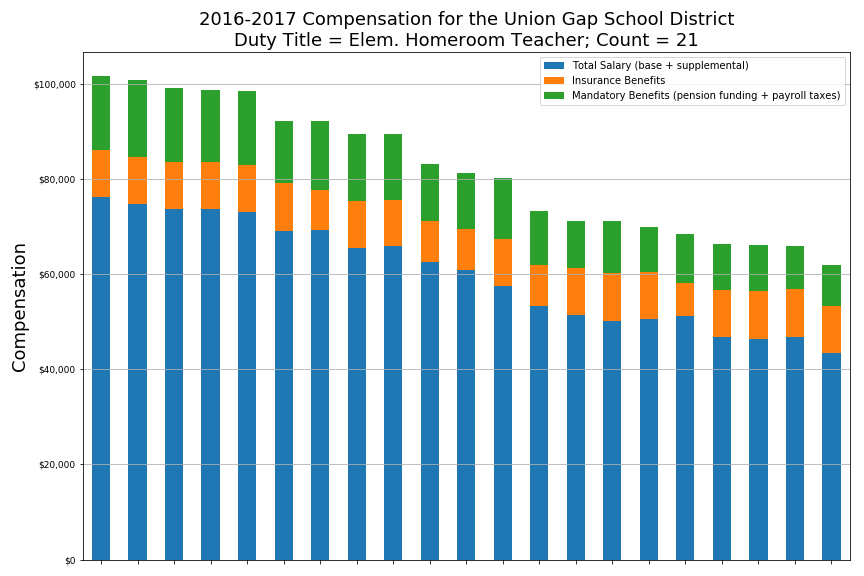 2016-2017 Compensation for the Union Gap School District
Duty Title = Elem. Homeroom Teacher; Count = 21
Total Salary (base + supplemental)
Insurance Benefits
Mandatory Benefits (pension funding + payroll taxes)
Compensation
$100,000
$80,000
$60,000
$40,000
$20,000
$0